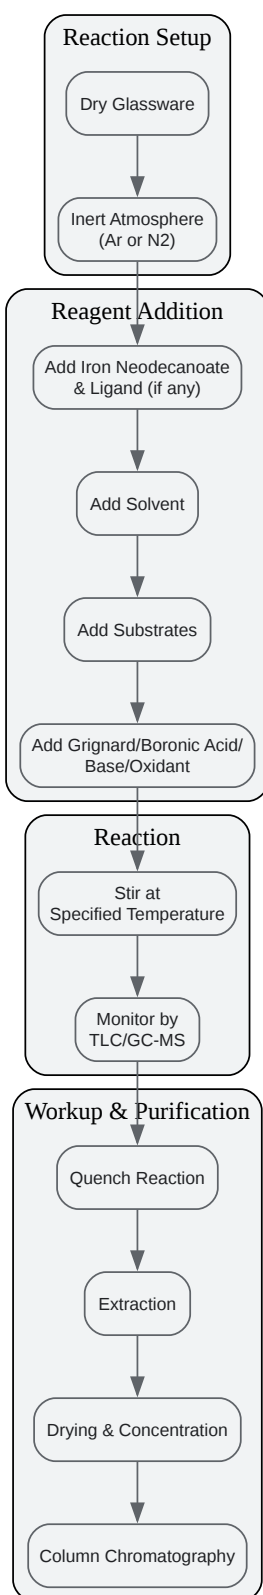 Reaction Setup
Dry Glassware
Inert Atmosphere
(Ar or N2)
Reagent Addition
Add Iron Neodecanoate
& Ligand (if any)
Add Solvent
Add Substrates
Add Grignard/Boronic Acid/
Base/Oxidant
Reaction
Stir at
Specified Temperature
Monitor by
TLC/GC-MS
Workup & Purification
Quench Reaction
Extraction
Drying & Concentration
Column Chromatography